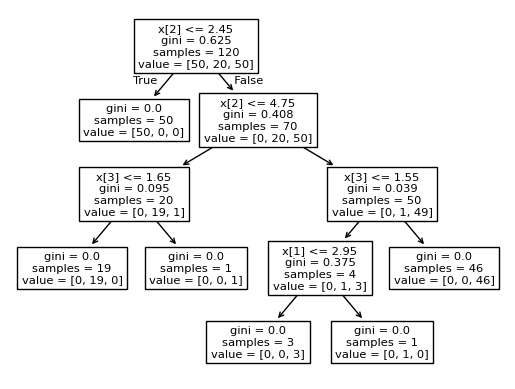 x[2] <= 2.45
gini = 0.625
samples = 120
value = [50, 20, 50]
True
False
gini = 0.0
samples = 50
value = [50, 0, 0]
x[2] <= 4.75
gini = 0.408
samples = 70
value = [0, 20, 50]
x[3] <= 1.65
gini = 0.095
samples = 20
value = [0, 19, 1]
x[3] <= 1.55
gini = 0.039
samples = 50
value = [0, 1, 49]
gini = 0.0
samples = 19
value = [0, 19, 0]
gini = 0.0
samples = 1
value = [0, 0, 1]
x[1] <= 2.95
gini = 0.375
samples = 4
value = [0, 1, 3]
gini = 0.0
samples = 46
value = [0, 0, 46]
gini = 0.0
samples = 3
value = [0, 0, 3]
gini = 0.0
samples = 1
value = [0, 1, 0]